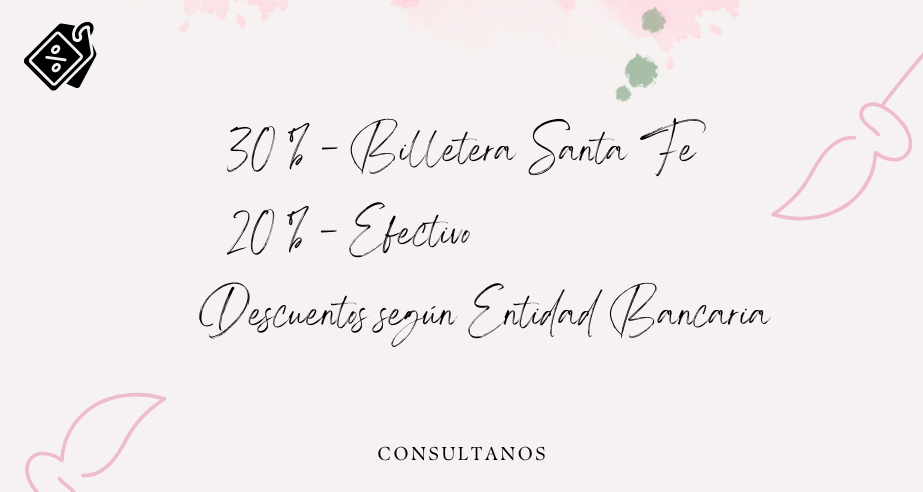 30 % - Billetera Santa Fe
20 % - Efectivo
Descuentos según Entidad Bancaria
CONSULTANOS